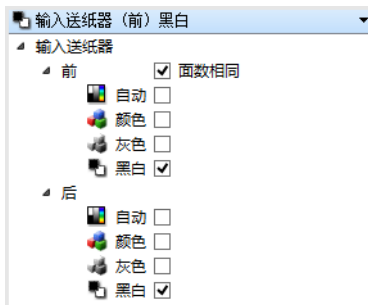 输入送纸器（前）黑白
输入送纸器
前 面数相同
自动
颜色
灰色
黑白
后
自动
颜色
灰色
黑白